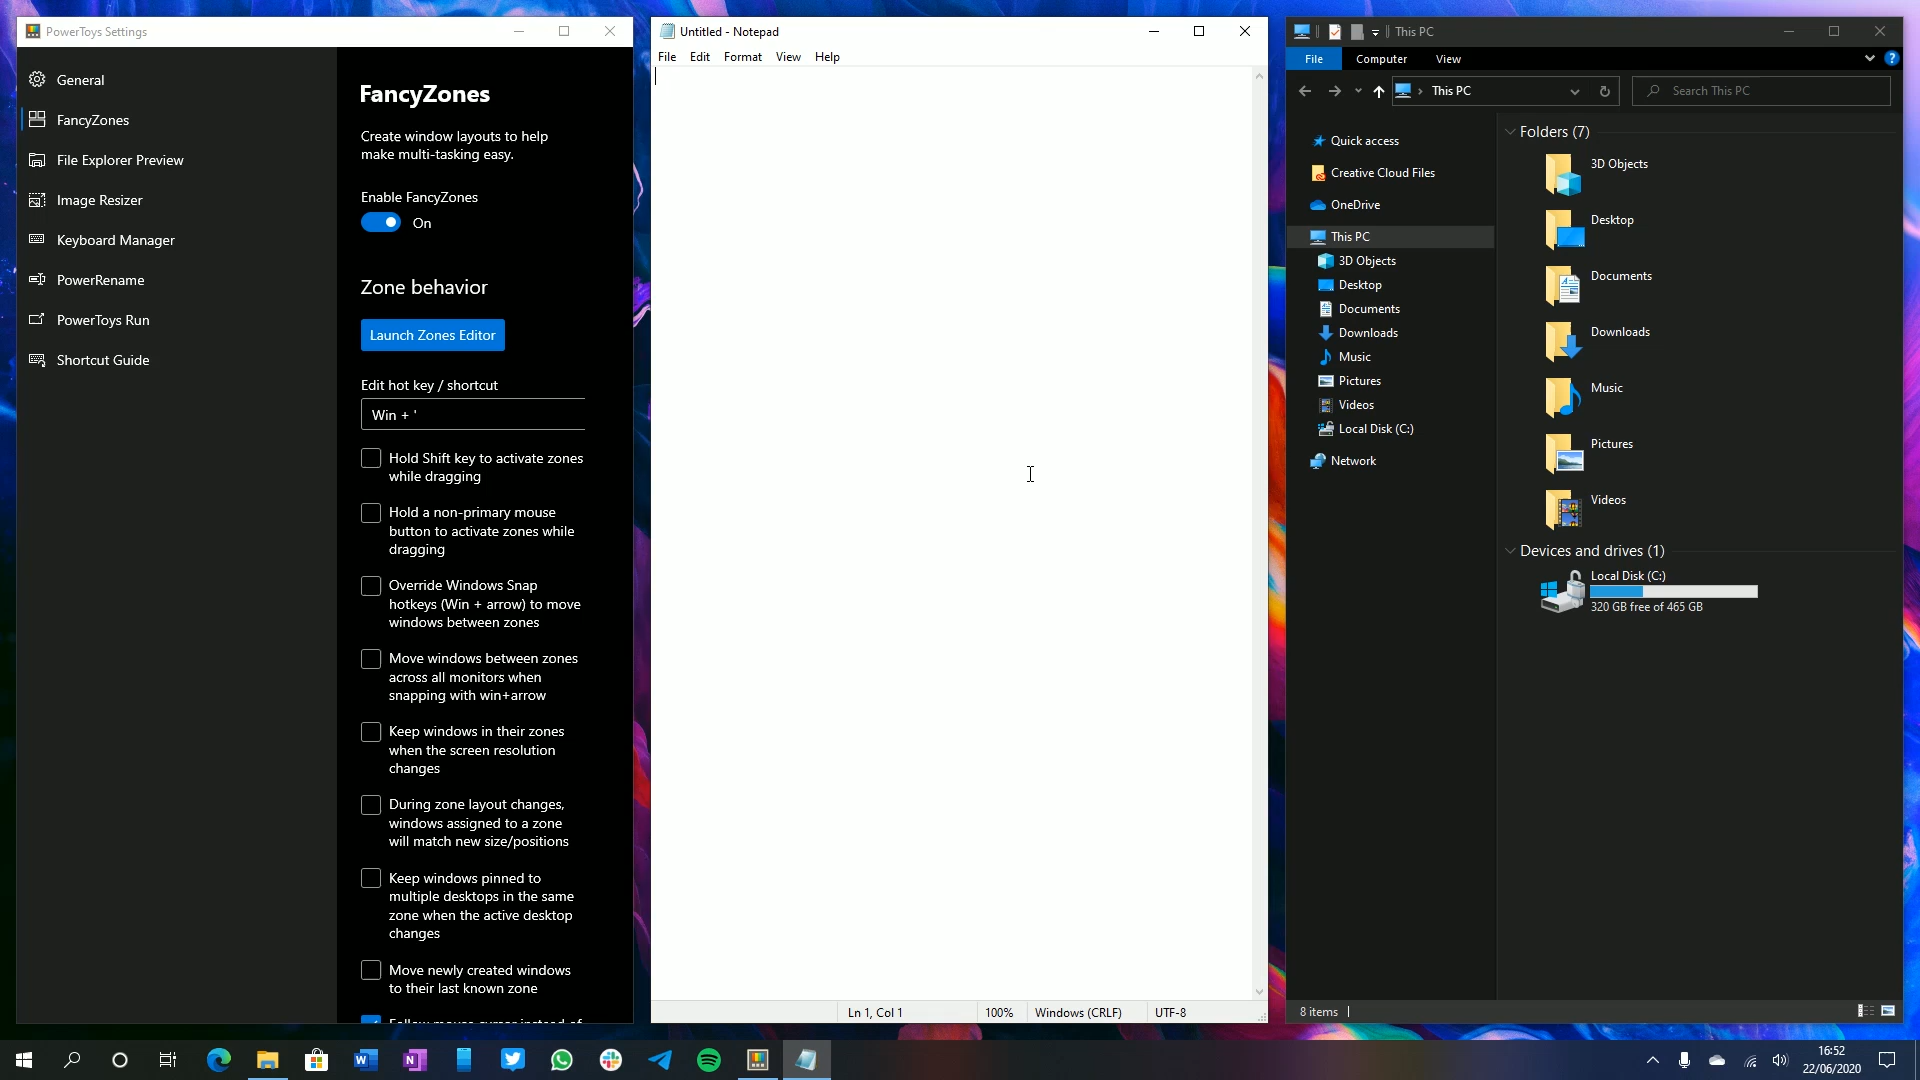 PowerToys Settings
General
FancyZones
File Explorer Preview
Image Resizer
Keyboard Manager
PowerRename
PowerToys Run
Shortcut Guide
FancyZones
Create window layouts to help
make multi-tasking easy.
Enable FancyZones
On
Zone behavior
Launch Zones Editor
Edit hot key / shortcut
Win + '
Hold Shift key to activate zones
while dragging
Hold a non-primary mouse
button to activate zones while
dragging
Override Windows Snap
hotkeys (Win + arrow) to move
windows between zones
Move windows between zones
across all monitors when
snapping with win+arrow
Keep windows in their zones
when the screen resolution
changes
During zone layout changes,
windows assigned to a zone
will match new size/positions
Keep windows pinned to
multiple desktops in the same
zone when the active desktop
changes
Move newly created windows
to their last known zone
Follow mouse cursor instead of
Untitled - Notepad
File Edit Format View Help
Ln 1, Col 1 100% Windows (CRLF) UTF-8
This PC
File Computer View
This PC
Search This PC
Quick access
Creative Cloud Files
OneDrive
This PC
3D Objects
Desktop
Documents
Downloads
Music
Pictures
Videos
Local Disk (C:)
Network
Folders (7)
3D Objects
Desktop
Documents
Downloads
Music
Pictures
Videos
Devices and drives (1)
Local Disk (C:)
320 GB free of 465 GB
8 items
16:52
22/06/2020